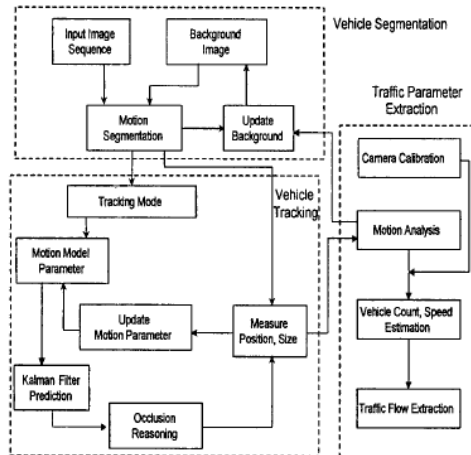 Vehicle Segmentation
Input Image
Sequence
Background
Image
Motion
Segmentation
Update
Background
Traffic Parameter
Extraction
Camera Calibration
Vehicle
Tracking
Tracking Mode
Motion Analysis
Motion Model
Parameter
Update
Motion Parameter
Measure
Position, Size
Vehicle Count, Speed
Estimation
Kalman Filter
Prediction
Occlusion
Reasoning
Traffic Flow Extraction